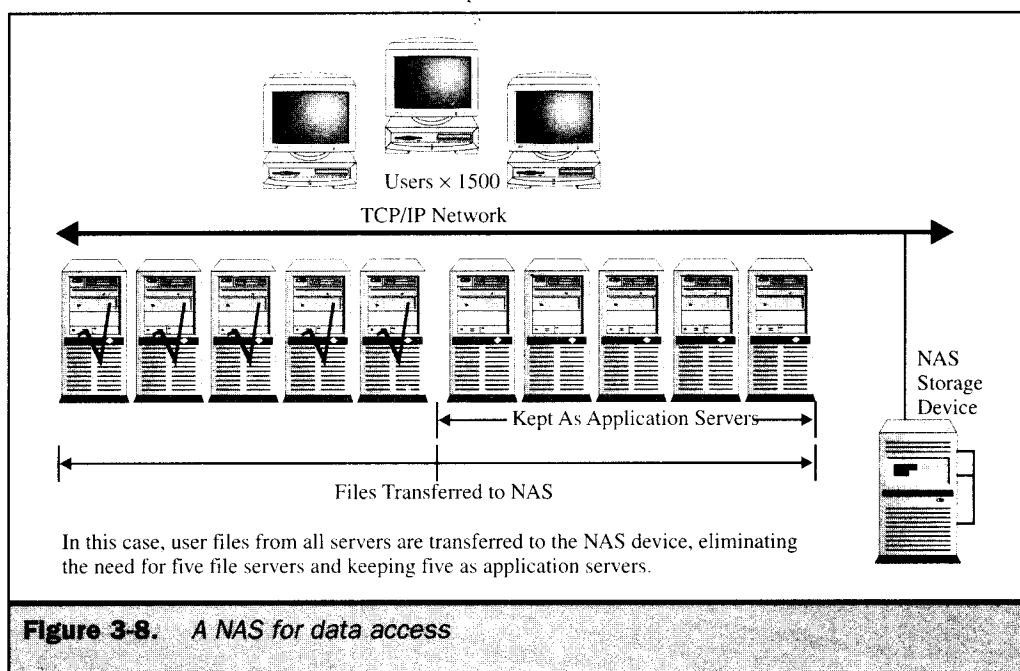 Users × 1500
TCP/IP Network
NAS
Storage
Device
Kept As Application Servers
Files Transferred to NAS
In this case, user files from all servers are transferred to the NAS device, eliminating
the need for five file servers and keeping five as application servers.
Figure 3-8. A NAS for data access